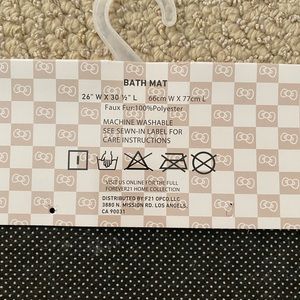 BATH MAT
26" W X 30 ½" L 66cm W X 77cm L
Faux Fur:100%Polyester
MACHINE WASHABLE
SEE SEWN-IN LABEL FOR
CARE INSTRUCTIONS
VISIT US ONLINE FOR THE FULL
FOREVER21 HOME COLLECTION
DISTRIBUTED BY F21 OPCO,LLC
3880 N. MISSION RD. LOS ANGELS.
CA 90031